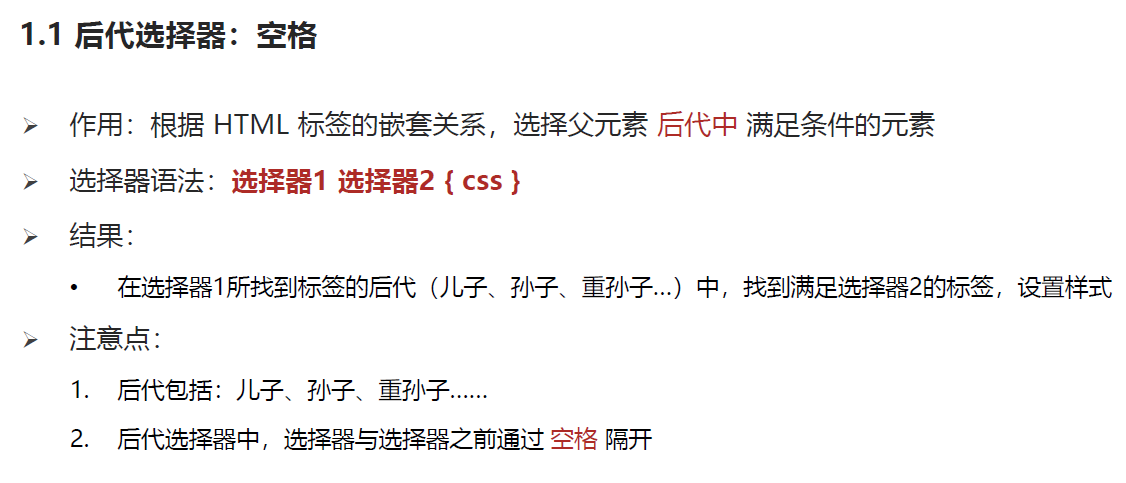 1.1 后代选择器：空格
➢ 作用：根据 HTML 标签的嵌套关系，选择父元素 后代中 满足条件的元素
➢ 选择器语法：选择器1 选择器2 { css }
➢ 结果：
• 在选择器1所找到标签的后代（儿子、孙子、重孙子…）中，找到满足选择器2的标签，设置样式
➢ 注意点：
1. 后代包括：儿子、孙子、重孙子……
2. 后代选择器中，选择器与选择器之前通过 空格 隔开